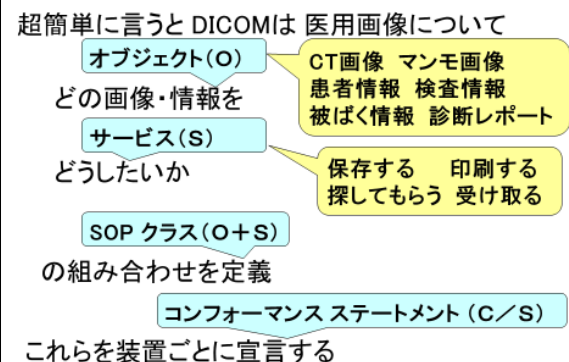 超簡単に言うと DICOMは 医用画像について
オブジェクト(O)
CT画像 マンモ画像
患者情報 検査情報
被ばく情報 診断レポート
どの画像・情報を
サービス(S)
保存する 印刷する
探してもらう 受け取る
どうしたいか
SOP クラス(O+S)
の組み合わせを定義
コンフォーマンス ステートメント (C/S)
これらを装置ごとに宣言する